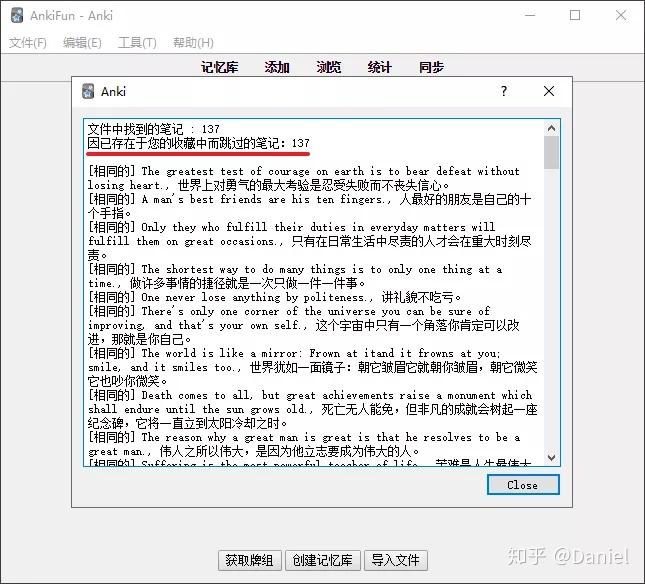 AnkiFun - Anki
文件(F) 编辑(E) 工具(T) 帮助(H)
记忆库 添加 浏览 统计 同步
Anki
文件中找到的笔记 : 137
因已存在于您的收藏中而跳过的笔记: 137
[相同的] The greatest test of courage on earth is to bear defeat without
losing heart., 世界上对勇气的最大考验是忍受失败而不丧失信心。
[相同的] A man's best friends are his ten fingers., 人最好的朋友是自己的十
个手指。
[相同的] Only they who fulfill their duties in everyday matters will
fulfill them on great occasions., 只有在日常生活中尽责的人才会在重大时刻尽
责。
[相同的] The shortest way to do many things is to only one thing at a
time., 做许多事情的捷径就是一次只做一件一件事。
[相同的] One never lose anything by politeness., 讲礼貌不吃亏。
[相同的] There's only one corner of the universe you can be sure of
improving, and that's your own self., 这个宇宙中只有一个角落你肯定可以改
进，那就是你自己。
[相同的] The world is like a mirror: Frown at itand it frowns at you;
smile, and it smiles too., 世界犹如一面镜子：朝它皱眉它就朝你皱眉，朝它微笑
它也吵你微笑。
[相同的] Death comes to all, but great achievements raise a monument which
shall endure until the sun grows old., 死亡无人能免，但非凡的成就会树起一座
纪念碑，它将一直立到太阳冷却之时。
[相同的] The reason why a great man is great is that he resolves to be a
great man., 伟人之所以伟大，是因为他立志要成为伟大的人。
[相同的] Suffering is the most powerful teacher of life., 苦难是人生最伟大
Close
获取牌组 创建记忆库 导入文件
知乎 @Daniel